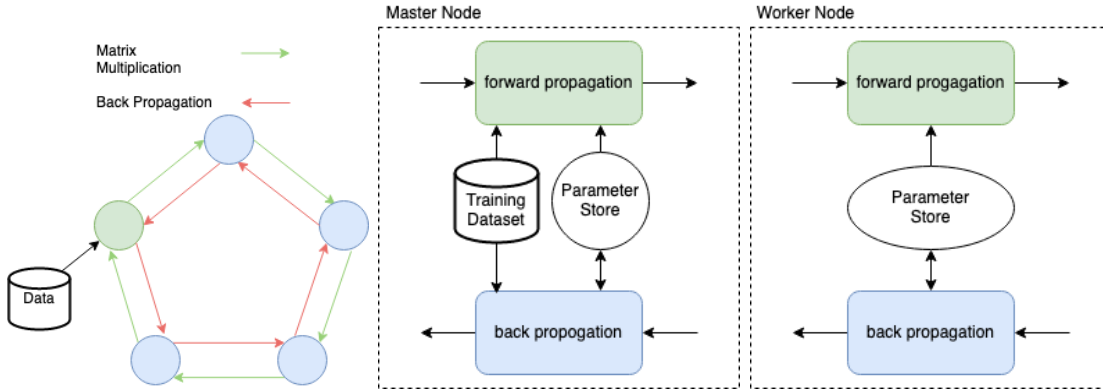 Matrix
Multiplication
Back Propagation
Data
Master Node
forward propagation
Training
Dataset
Parameter
Store
back propogation
Worker Node
forward progagation
Parameter
Store
back propagation